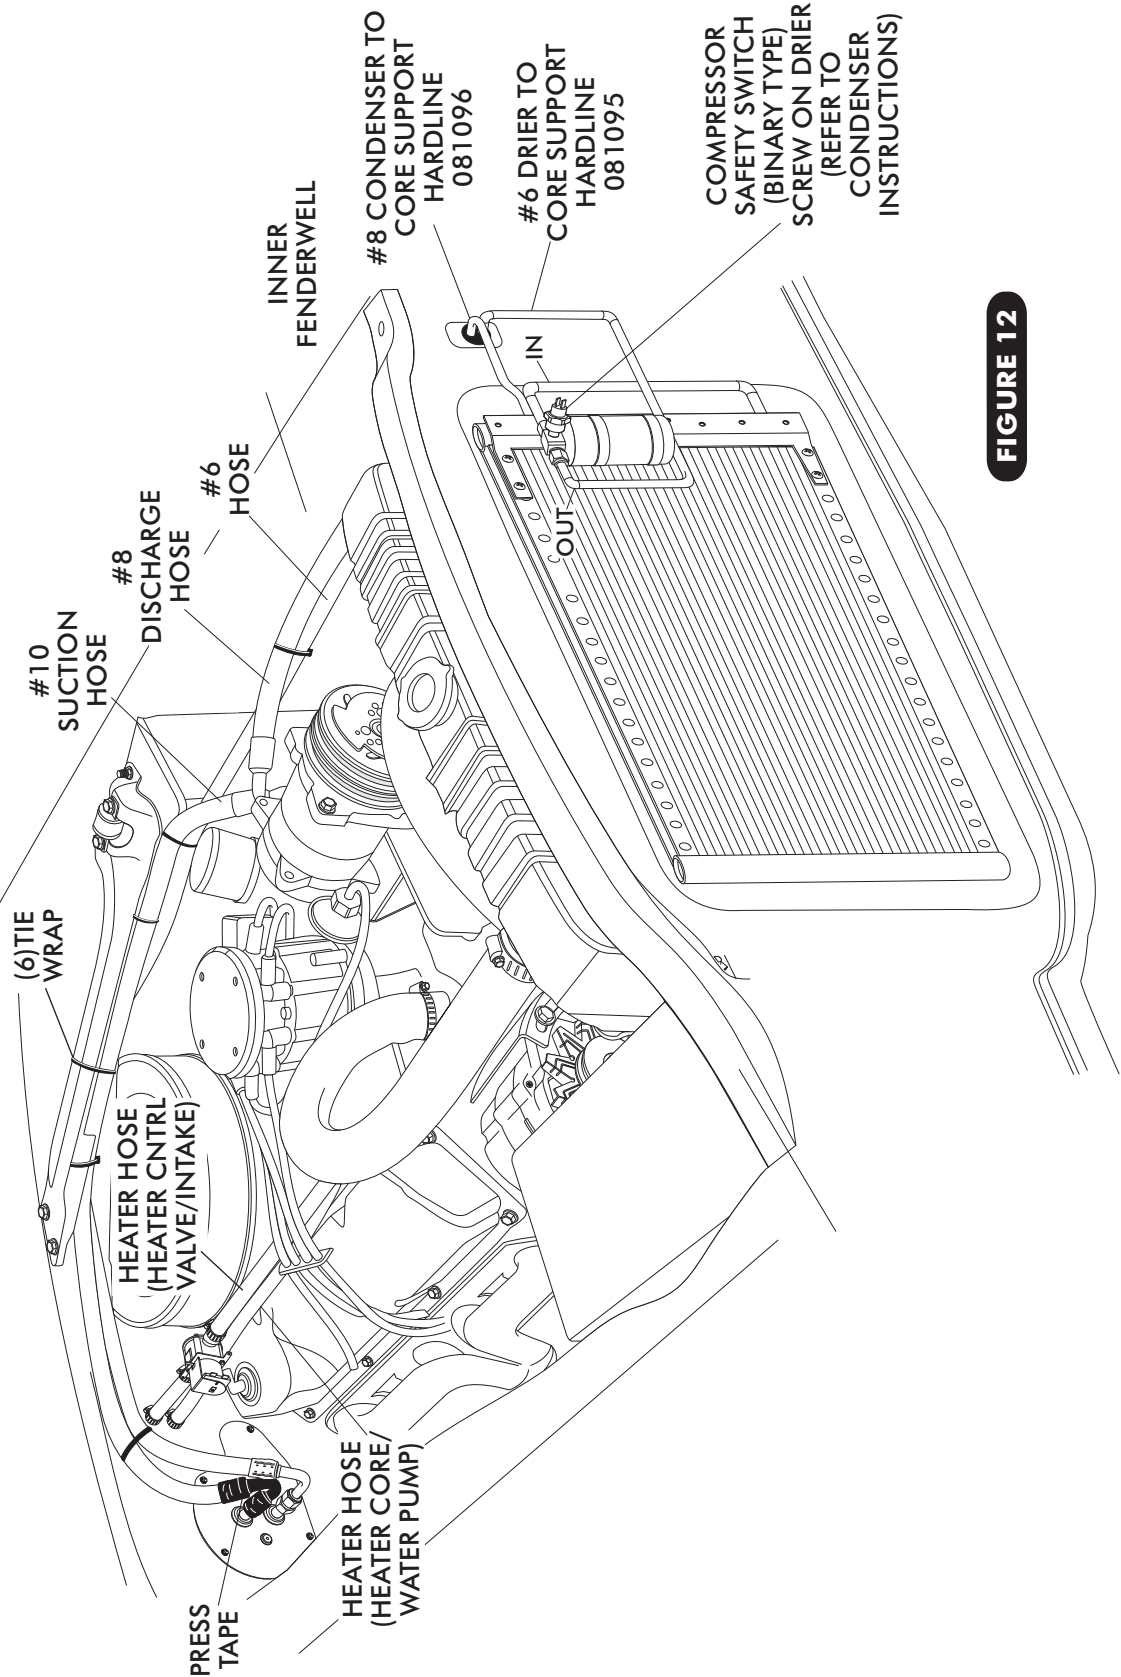 (6)TIE
WRAP
#10
SUCTION
HOSE
#8
DISCHARGE
HOSE
#6
HOSE
INNER
FENDERWELL
#8 CONDENSER TO
CORE SUPPORT
HARDLINE
081096
#6 DRIER TO
CORE SUPPORT
HARDLINE
081095
COMPRESSOR
SAFETY SWITCH
(BINARY TYPE)
SCREW ON DRIER
(REFER TO
CONDENSER
INSTRUCTIONS)
IN
OUT
HEATER HOSE
(HEATER CNTRL
VALVE/INTAKE)
HEATER HOSE
(HEATER CORE/
WATER PUMP)
PRESS
TAPE
FIGURE 12